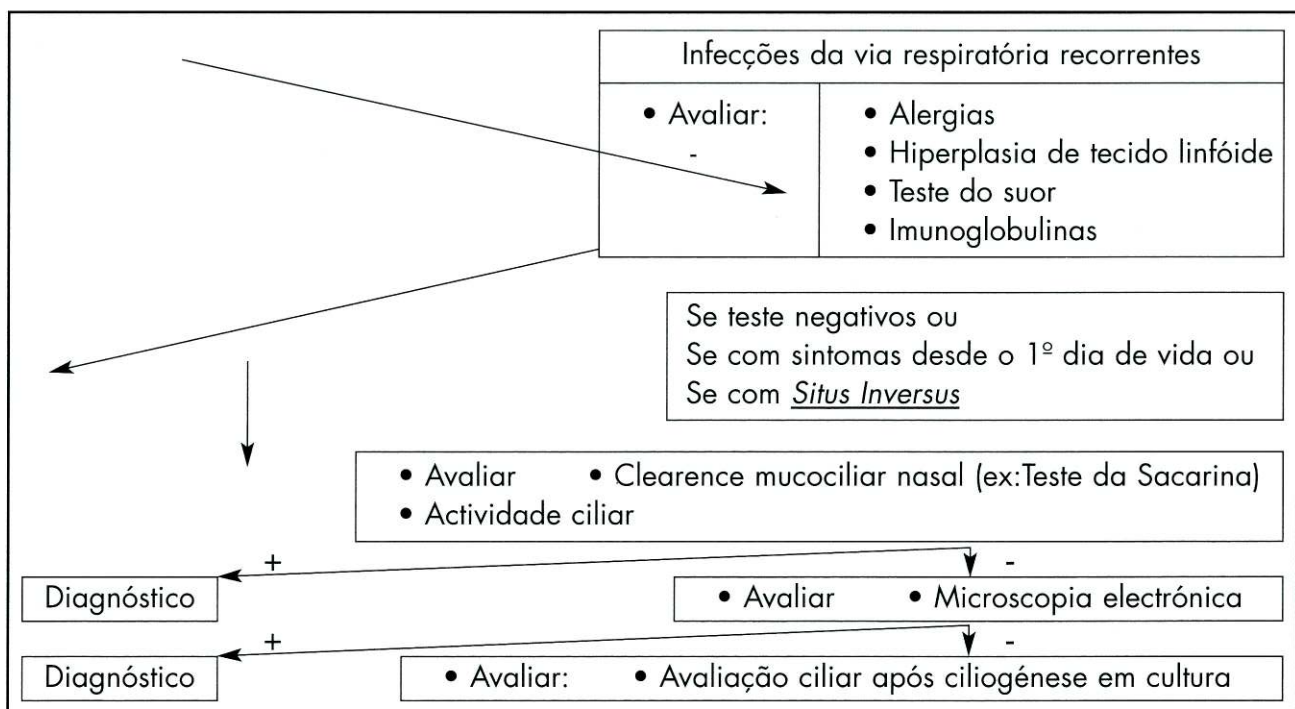 Infecções da via respiratória recorrentes
• Avaliar:
-
• Alergias
• Hiperplasia de tecido linfóide
• Teste do suor
• Imunoglobulinas
Se teste negativos ou
Se com sintomas desde o 1º dia de vida ou
Se com Situs Inversus
• Avaliar • Clearence mucociliar nasal (ex:Teste da Sacarina)
• Actividade ciliar
+ -
Diagnóstico • Avaliar • Microscopia electrónica
+ -
Diagnóstico • Avaliar: • Avaliação ciliar após ciliogénese em cultura